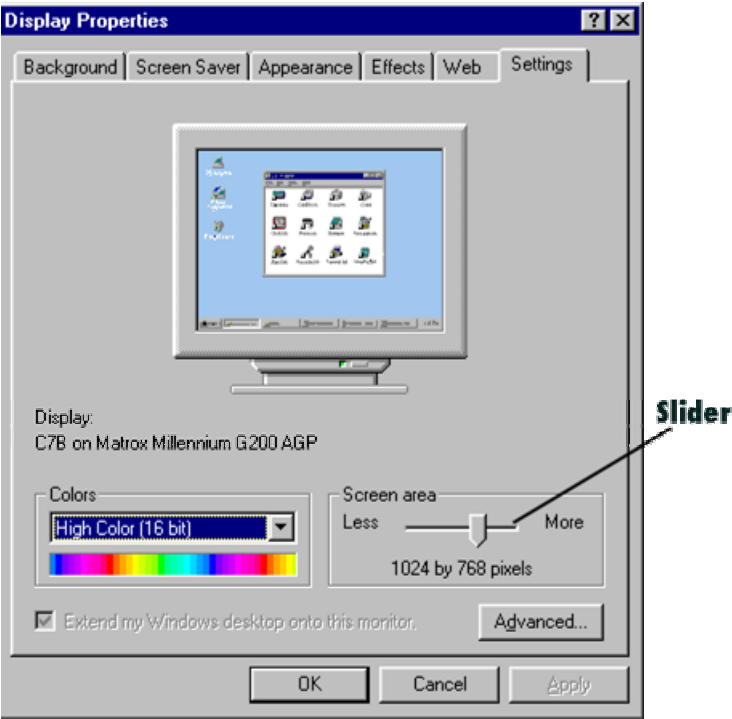 Display Properties
Background Screen Saver Appearance Effects Web Settings
Display:
C7B on Matrox Millennium G200 AGP
Slider
Colors
High Color (16 bit)
Screen area
Less More
1024 by 768 pixels
Extend my Windows desktop onto this monitor.
Advanced...
OK Cancel Apply